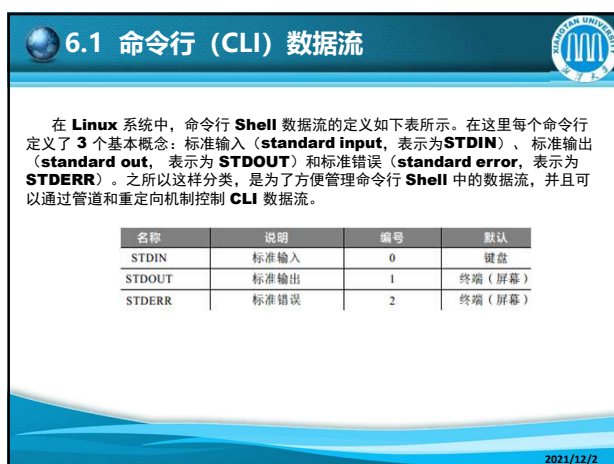 6.1 命令行（CLI）数据流
XIANGTAN UNIVERSITY
在 Linux 系统中，命令行 Shell 数据流的定义如下表所示。在这里每个命令行
定义了 3 个基本概念：标准输入（standard input，表示为STDIN）、 标准输出
（standard out， 表示为 STDOUT）和标准错误（standard error，表示为
STDERR）。之所以这样分类，是为了方便管理命令行 Shell 中的数据流，并且可
以通过管道和重定向机制控制 CLI 数据流。
名称 说明 编号 默认
STDIN 标准输入 0 键盘
STDOUT 标准输出 1 终端（屏幕）
STDERR 标准错误 2 终端（屏幕）
2021/12/2